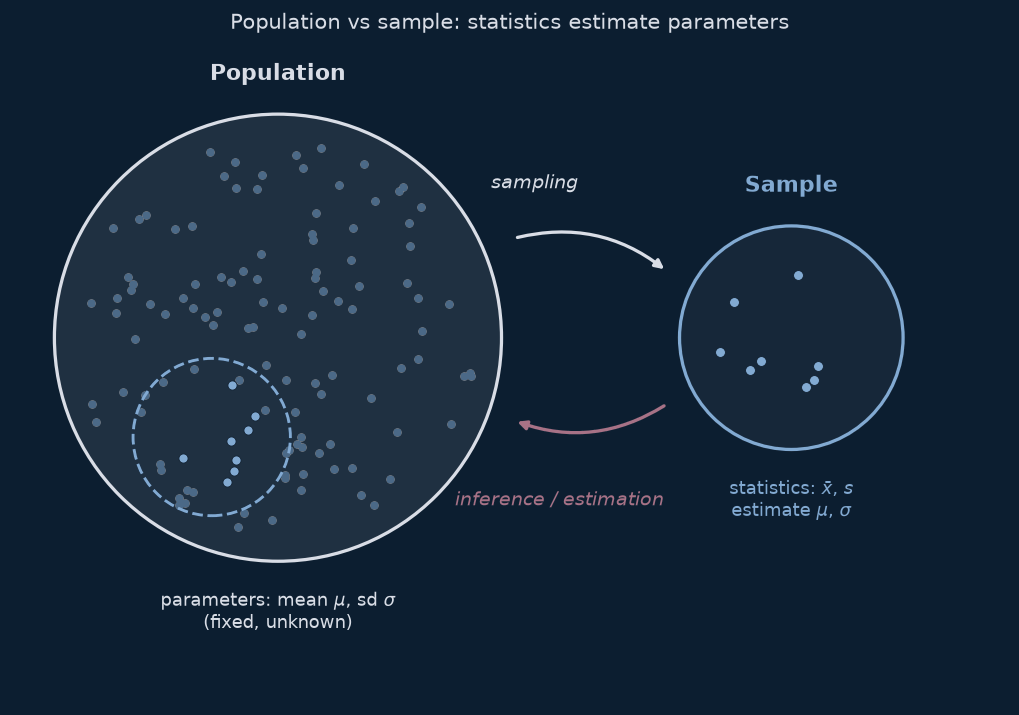 Population vs sample: statistics estimate parameters
Population
sampling
Sample
inference / estimation
statistics: x̄, s
estimate μ, σ
parameters: mean μ, sd σ
(fixed, unknown)